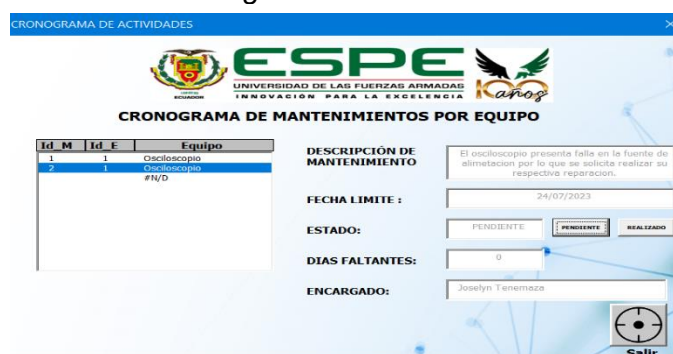 CRONOGRAMA DE ACTIVIDADES
ESPE
UNIVERSIDAD DE LAS FUERZAS ARMADAS
INNOVACIÓN PARA LA EXCELENCIA
ECUADOR
años
CRONOGRAMA DE MANTENIMIENTOS POR EQUIPO
Id_M Id_E Equipo
1 1 Osciloscopio
2 1 Osciloscopio
#N/D
DESCRIPCIÓN DE
MANTENIMIENTO
El osciloscopio presenta falla en la fuente de
alimetacion por lo que se solicita realizar su
respectiva reparacion.
FECHA LIMITE :
24/07/2023
ESTADO:
PENDIENTE
PENDIENTE
REALIZADO
DIAS FALTANTES:
0
ENCARGADO:
Joselyn Tenemaza
Salir